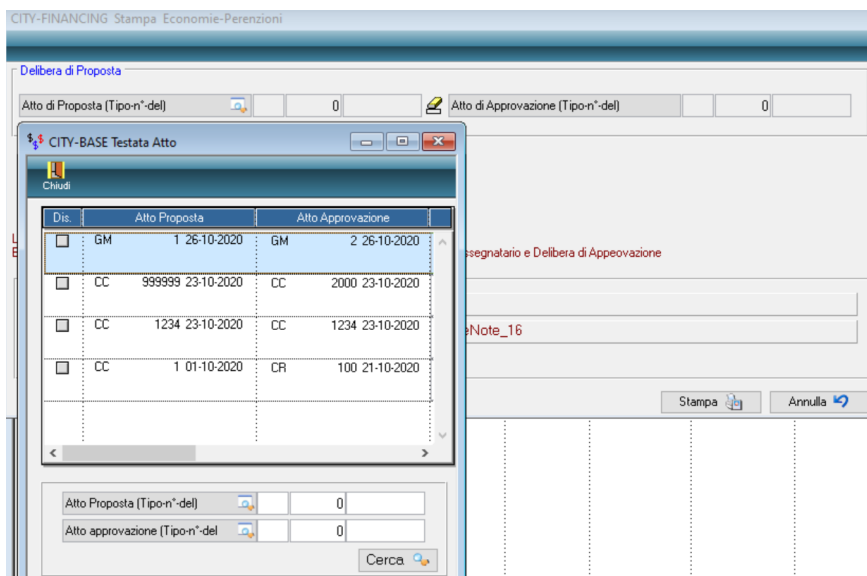 CITY-FINANCING Stampa Economie-Perenzioni
Delibera di Proposta
Atto di Proposta (Tipo-n°-del) 0 Atto di Approvazione (Tipo-n°-del) 0
CITY-BASE Testata Atto
Chiudi
Dis. Atto Proposta Atto Approvazione
GM 1 26-10-2020 GM 2 26-10-2020
ssegnatario e Delibera di Appeovazione
CC 999999 23-10-2020 CC 2000 23-10-2020
CC 1234 23-10-2020 CC 1234 23-10-2020
eNote_16
CC 1 01-10-2020 CR 100 21-10-2020
Stampa Annulla
Atto Proposta (Tipo-n°-del) 0
Atto approvazione (Tipo-n°-del 0
Cerca